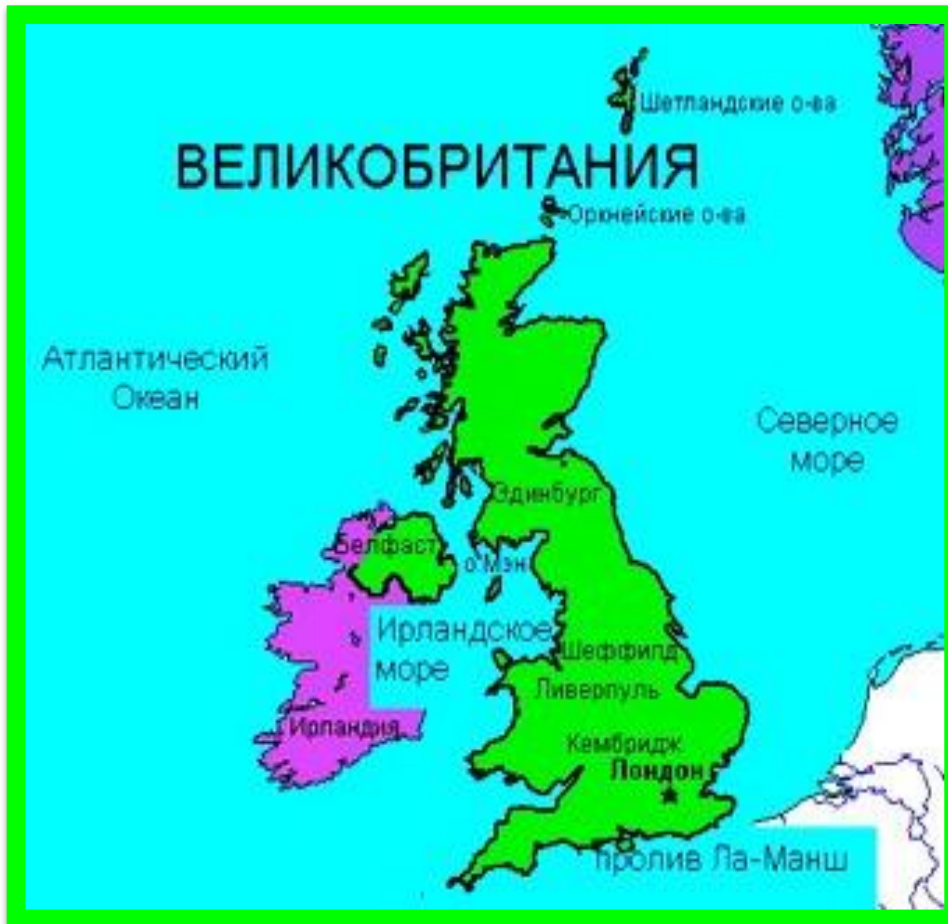 Шетландские о-ва
ВЕЛИКОБРИТАНИЯ
Оркнейские о-ва
Атлантический
Океан
Северное
море
Эдинбург
Белфаст
о.Мэн
Ирландское
море
Шеффилд
Ливерпуль
Ирландия
Кембридж
Лондон
пролив Ла-Манш